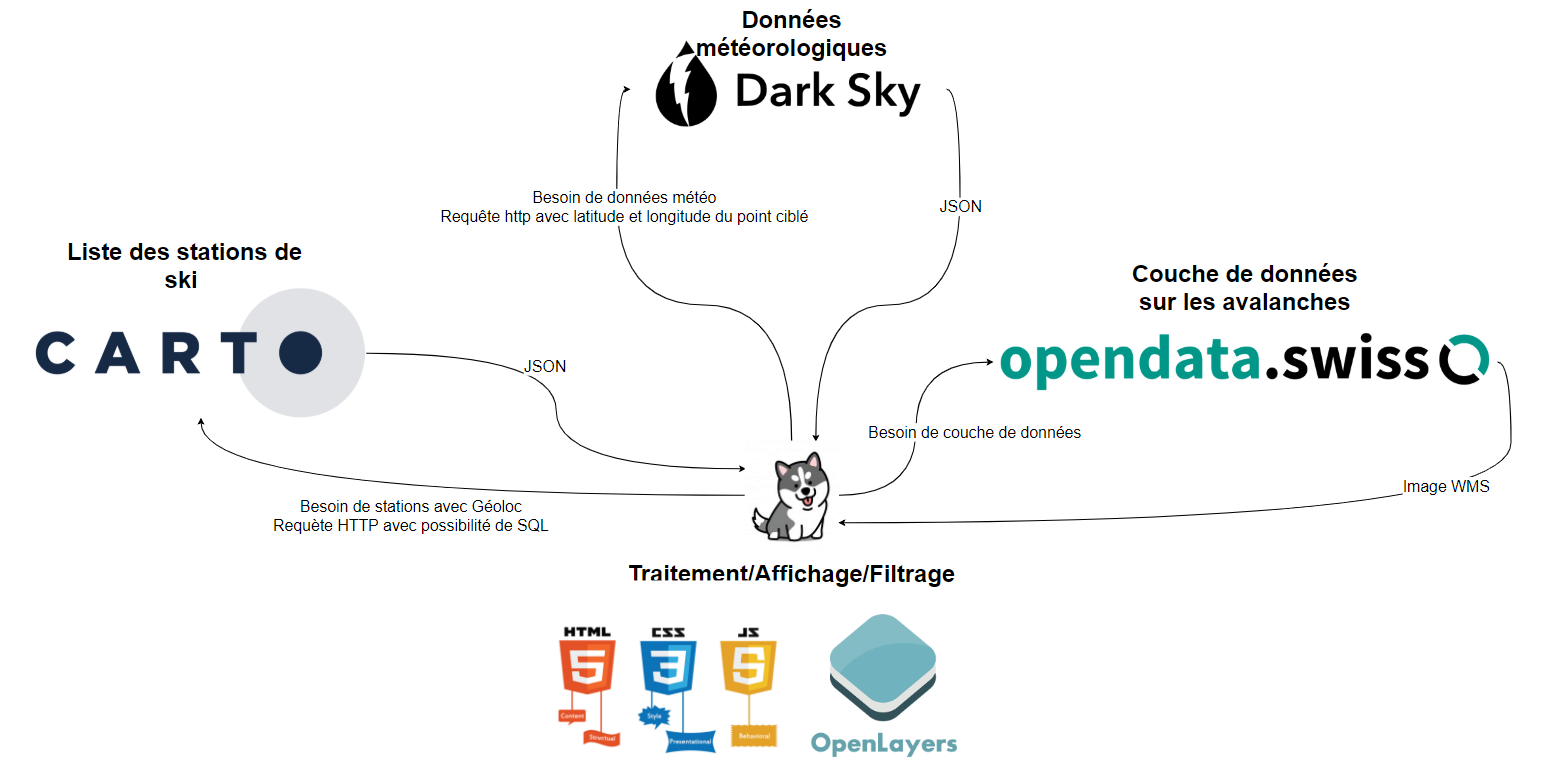 Données
météorologiques
Dark Sky
Besoin de données météo
Requête http avec latitude et longitude du point ciblé
JSON
Liste des stations de
ski
CARTO
JSON
Couche de données
sur les avalanches
opendata.swiss
Besoin de couche de données
Image WMS
Besoin de stations avec Géoloc
Requète HTTP avec possibilité de SQL
Traitement/Affichage/Filtrage
HTML
5
Content
Structual
CSS
3
Style
Presentational
JS
5
Behavioral
OpenLayers